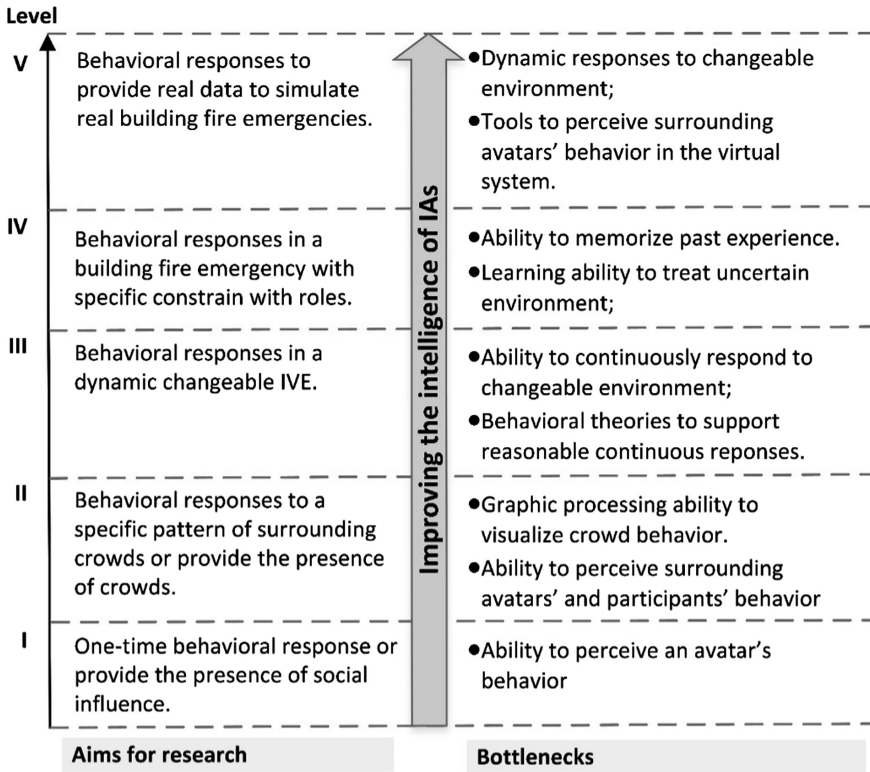 Level
V
Behavioral responses to
provide real data to simulate
real building fire emergencies.
●Dynamic responses to changeable
environment;
●Tools to perceive surrounding
avatars' behavior in the virtual
system.
IV
Behavioral responses in a
building fire emergency with
specific constrain with roles.
●Ability to memorize past experience.
●Learning ability to treat uncertain
environment;
III
Behavioral responses in a
dynamic changeable IVE.
●Ability to continuously respond to
changeable environment;
●Behavioral theories to support
reasonable continuous reponses.
II
Behavioral responses to a
specific pattern of surrounding
crowds or provide the presence
of crowds.
●Graphic processing ability to
visualize crowd behavior.
●Ability to perceive surrounding
avatars' and participants' behavior
I
One-time behavioral response or
provide the presence of social
influence.
●Ability to perceive an avatar's
behavior
Improving the intelligence of IAs
Aims for research
Bottlenecks